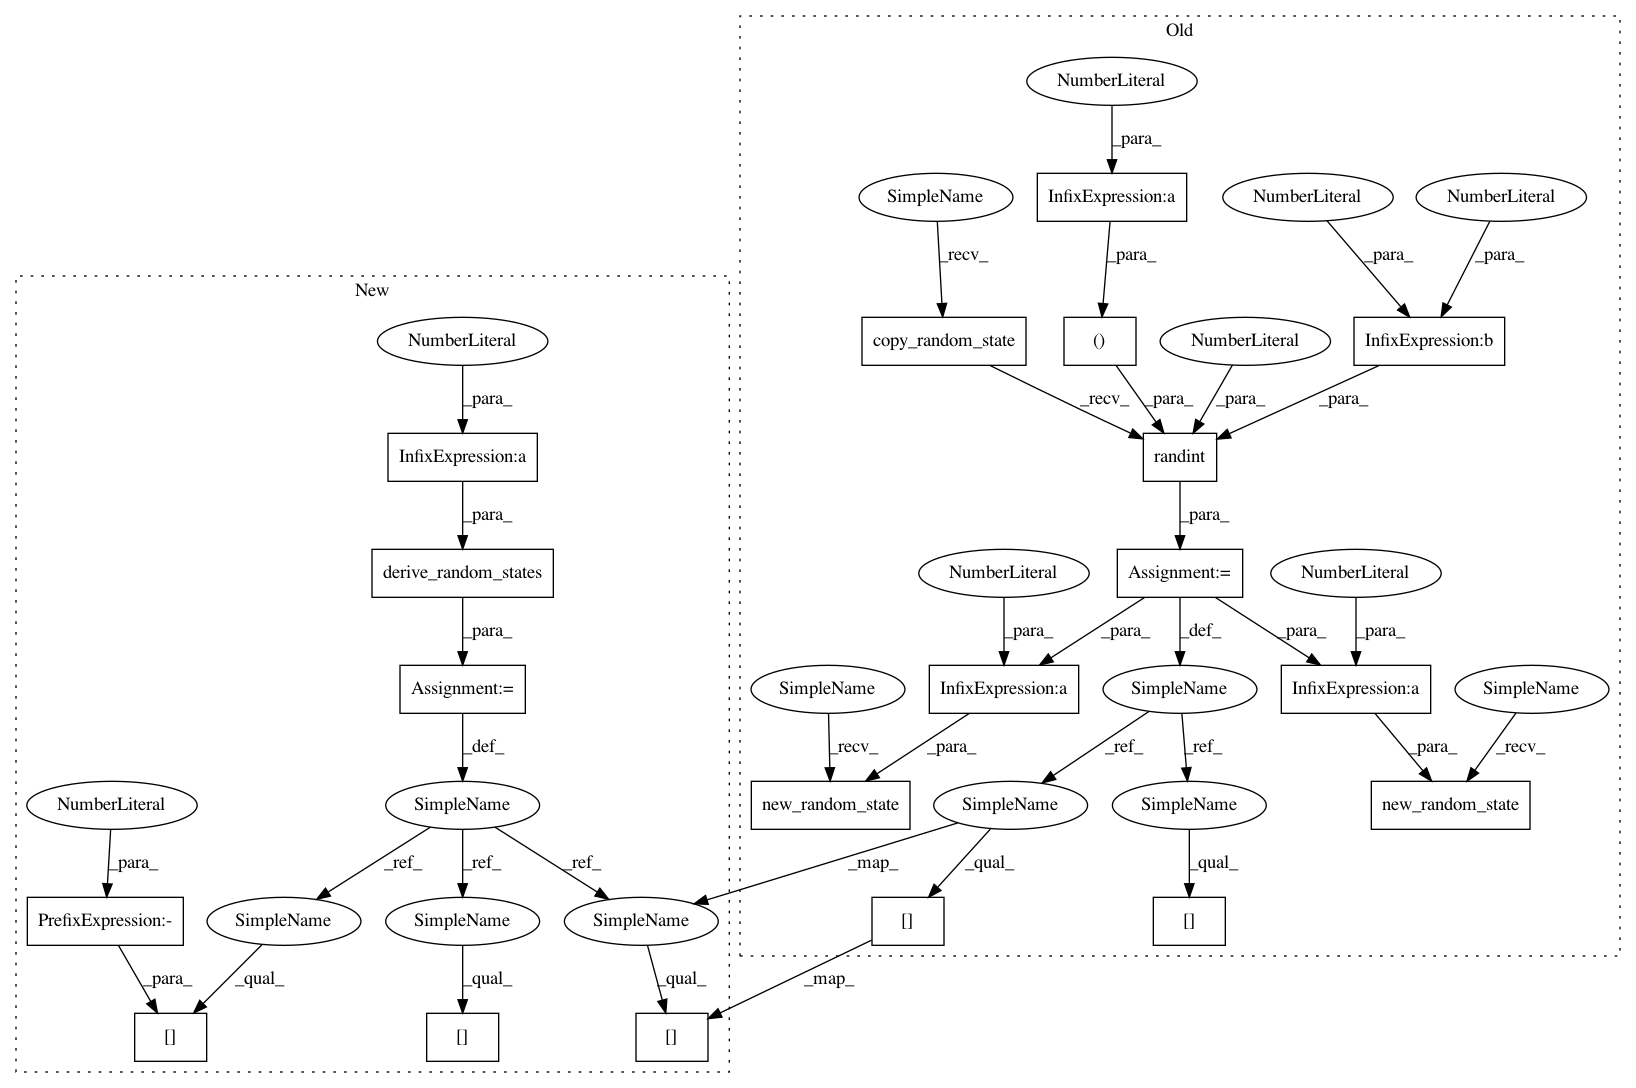 Old
NumberLiteral
_para_
SimpleName
InfixExpression:a
NumberLiteral
NumberLiteral
_recv_
_para_
_para_
_para_
New
NumberLiteral
copy_random_state
()
NumberLiteral
InfixExpression:b
_para_
_recv_
_para_
_para_
_para_
InfixExpression:a
randint
_para_
_para_
derive_random_states
NumberLiteral
Assignment:=
NumberLiteral
_para_
_para_
_para_
_def_
_para_
_para_
Assignment:=
SimpleName
InfixExpression:a
SimpleName
InfixExpression:a
SimpleName
_def_
_recv_
_para_
_ref_
_ref_
_para_
_recv_
NumberLiteral
SimpleName
new_random_state
SimpleName
SimpleName
new_random_state
_para_
_ref_
_ref_
_ref_
_map_
_qual_
_qual_
PrefixExpression:-
SimpleName
SimpleName
SimpleName
[]
[]
_para_
_qual_
_qual_
_qual_
_map_
[]
[]
[]